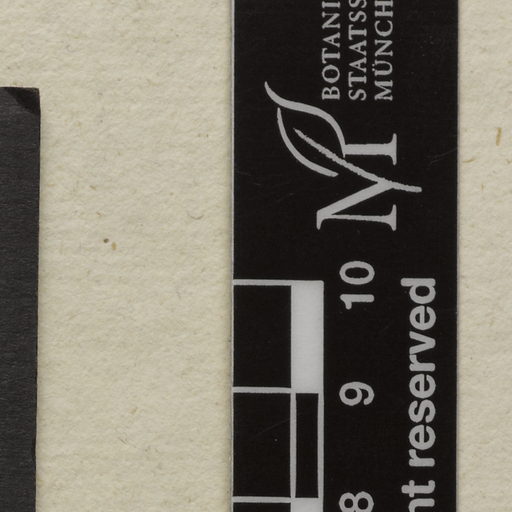 BOTANI
STAATSS
MÜNCH
10
9
8
nt reserved